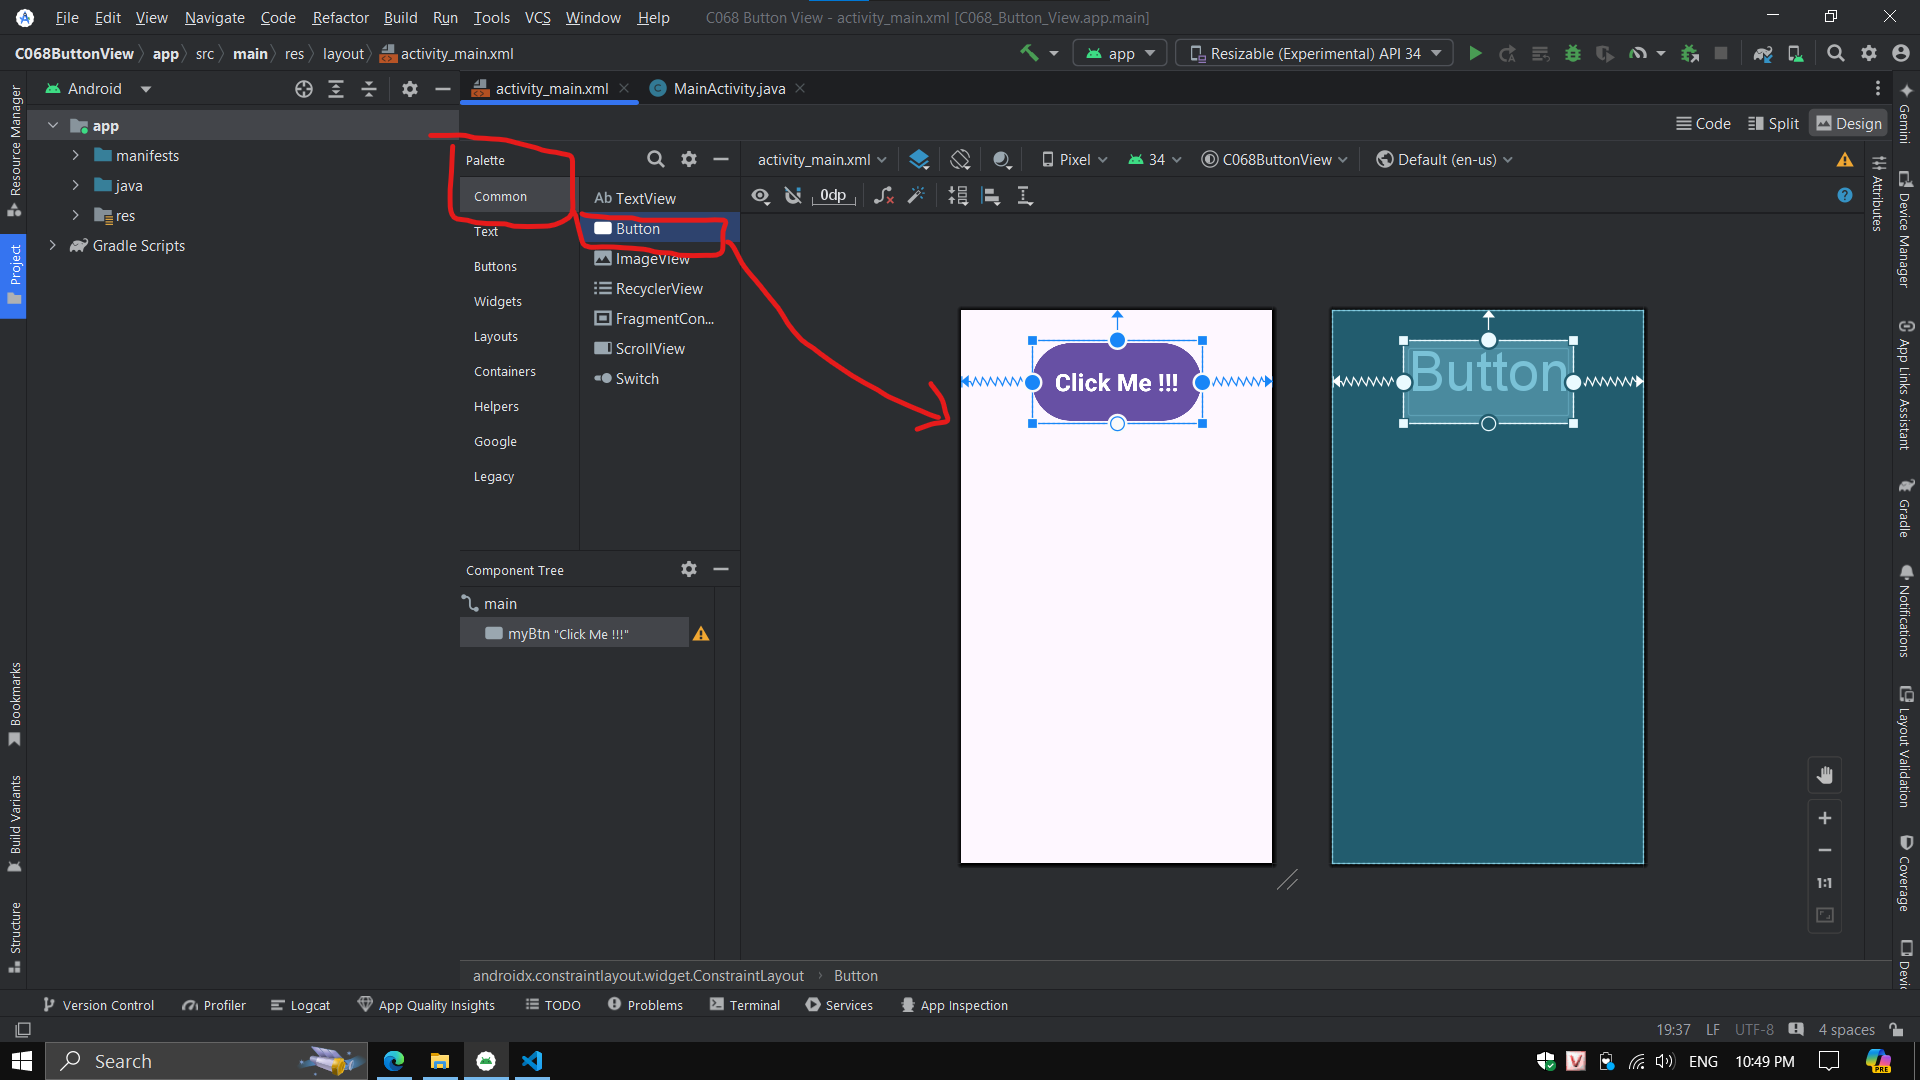 File Edit View Navigate Code Refactor Build Run Tools VCS Window Help C068 Button View - activity_main.xml [C068_Button_View.app.main]
C068ButtonView app src main res layout activity_main.xml app Resizable (Experimental) API 34
Android activity_main.xml MainActivity.java
app
manifests
java
res
Gradle Scripts
Resource Manager
Project
Bookmarks
Build Variants
Structure
Code Split Design
Palette
Common
Text
Buttons
Widgets
Layouts
Containers
Helpers
Google
Legacy
Ab TextView
Button
ImageView
RecyclerView
FragmentCon...
ScrollView
Switch
activity_main.xml Pixel 34 C068ButtonView Default (en-us)
0dp
Click Me !!!
Button
Component Tree
main
myBtn "Click Me !!!"
1:1
Attributes
Gemini
Device Manager
App Links Assistant
Gradle
Notifications
Layout Validation
Coverage
Devic
androidx.constraintlayout.widget.ConstraintLayout Button
Version Control Profiler Logcat App Quality Insights TODO Problems Terminal Services App Inspection
19:37 LF UTF-8 4 spaces
Search ENG 10:49 PM PRE